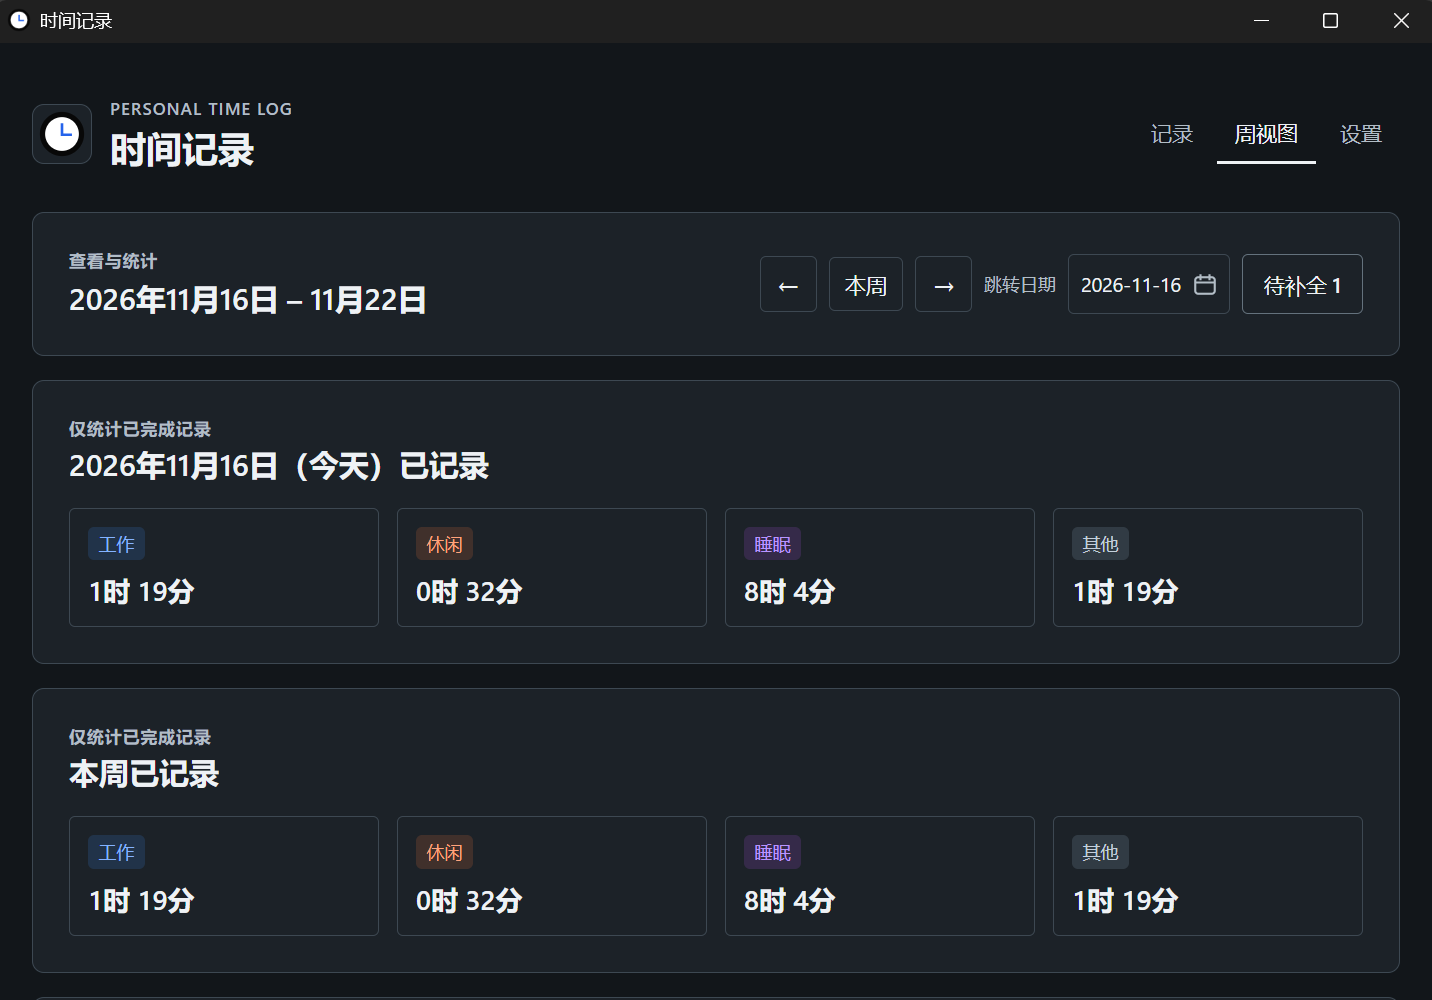 时间记录
PERSONAL TIME LOG
时间记录
记录 周视图 设置
查看与统计
2026年11月16日 – 11月22日
← 本周 → 跳转日期 2026-11-16 待补全 1
仅统计已完成记录
2026年11月16日（今天）已记录
工作 休闲 睡眠 其他
1时 19分 0时 32分 8时 4分 1时 19分
仅统计已完成记录
本周已记录
工作 休闲 睡眠 其他
1时 19分 0时 32分 8时 4分 1时 19分